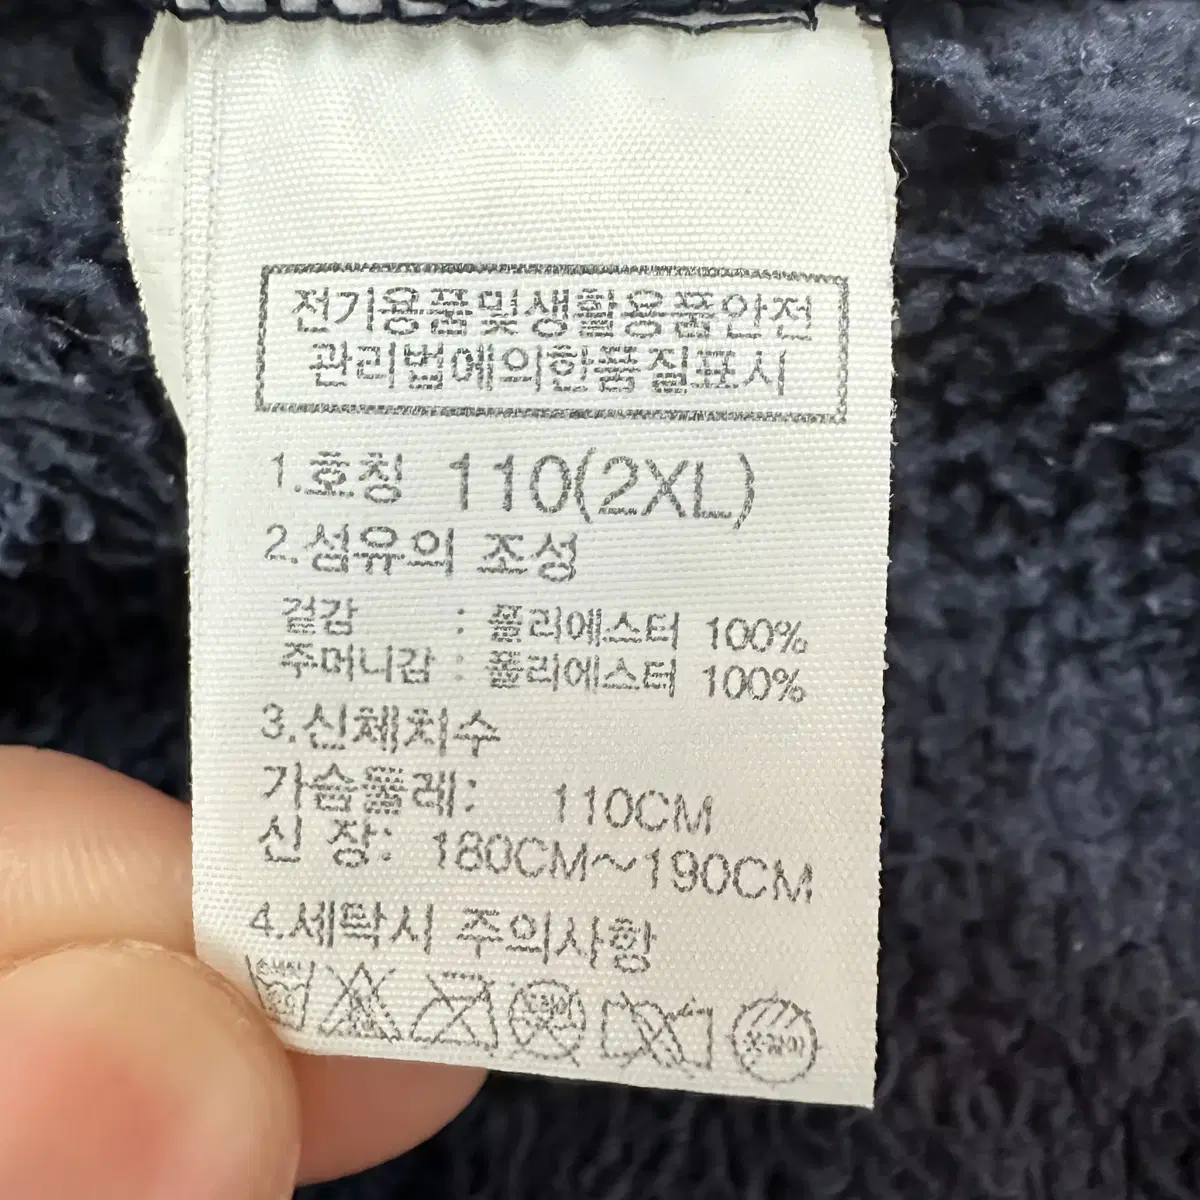 전기용품및생활용품안전
관리법에의한품질표시
1.호칭 110(2XL)
2.섬유의 조성
겉감 : 폴리에스터 100%
주머니감 : 폴리에스터 100%
3.신체치수
가슴둘레: 110CM
신 장: 180CM~190CM
4.세탁시 주의사항